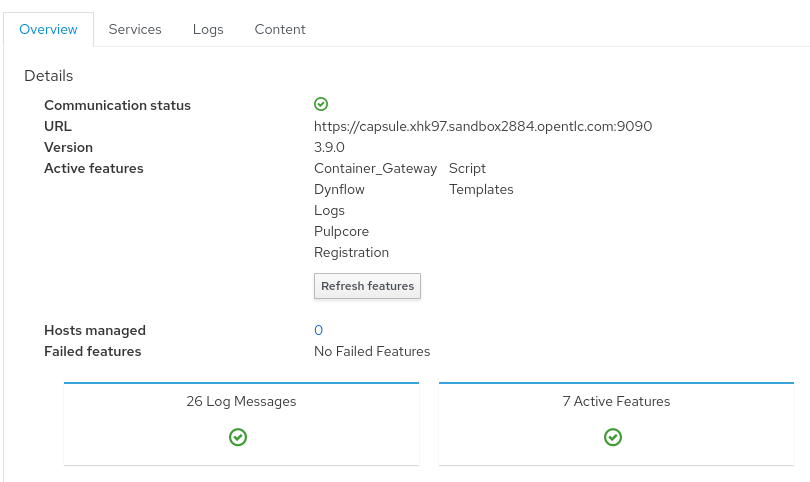 Overview Services Logs Content
Details
Communication status
URL https://capsule.xhk97.sandbox2884.opentlc.com:9090
Version 3.9.0
Active features Container_Gateway Script
Dynflow Templates
Logs
Pulpcore
Registration
Refresh features
Hosts managed 0
Failed features No Failed Features
26 Log Messages 7 Active Features